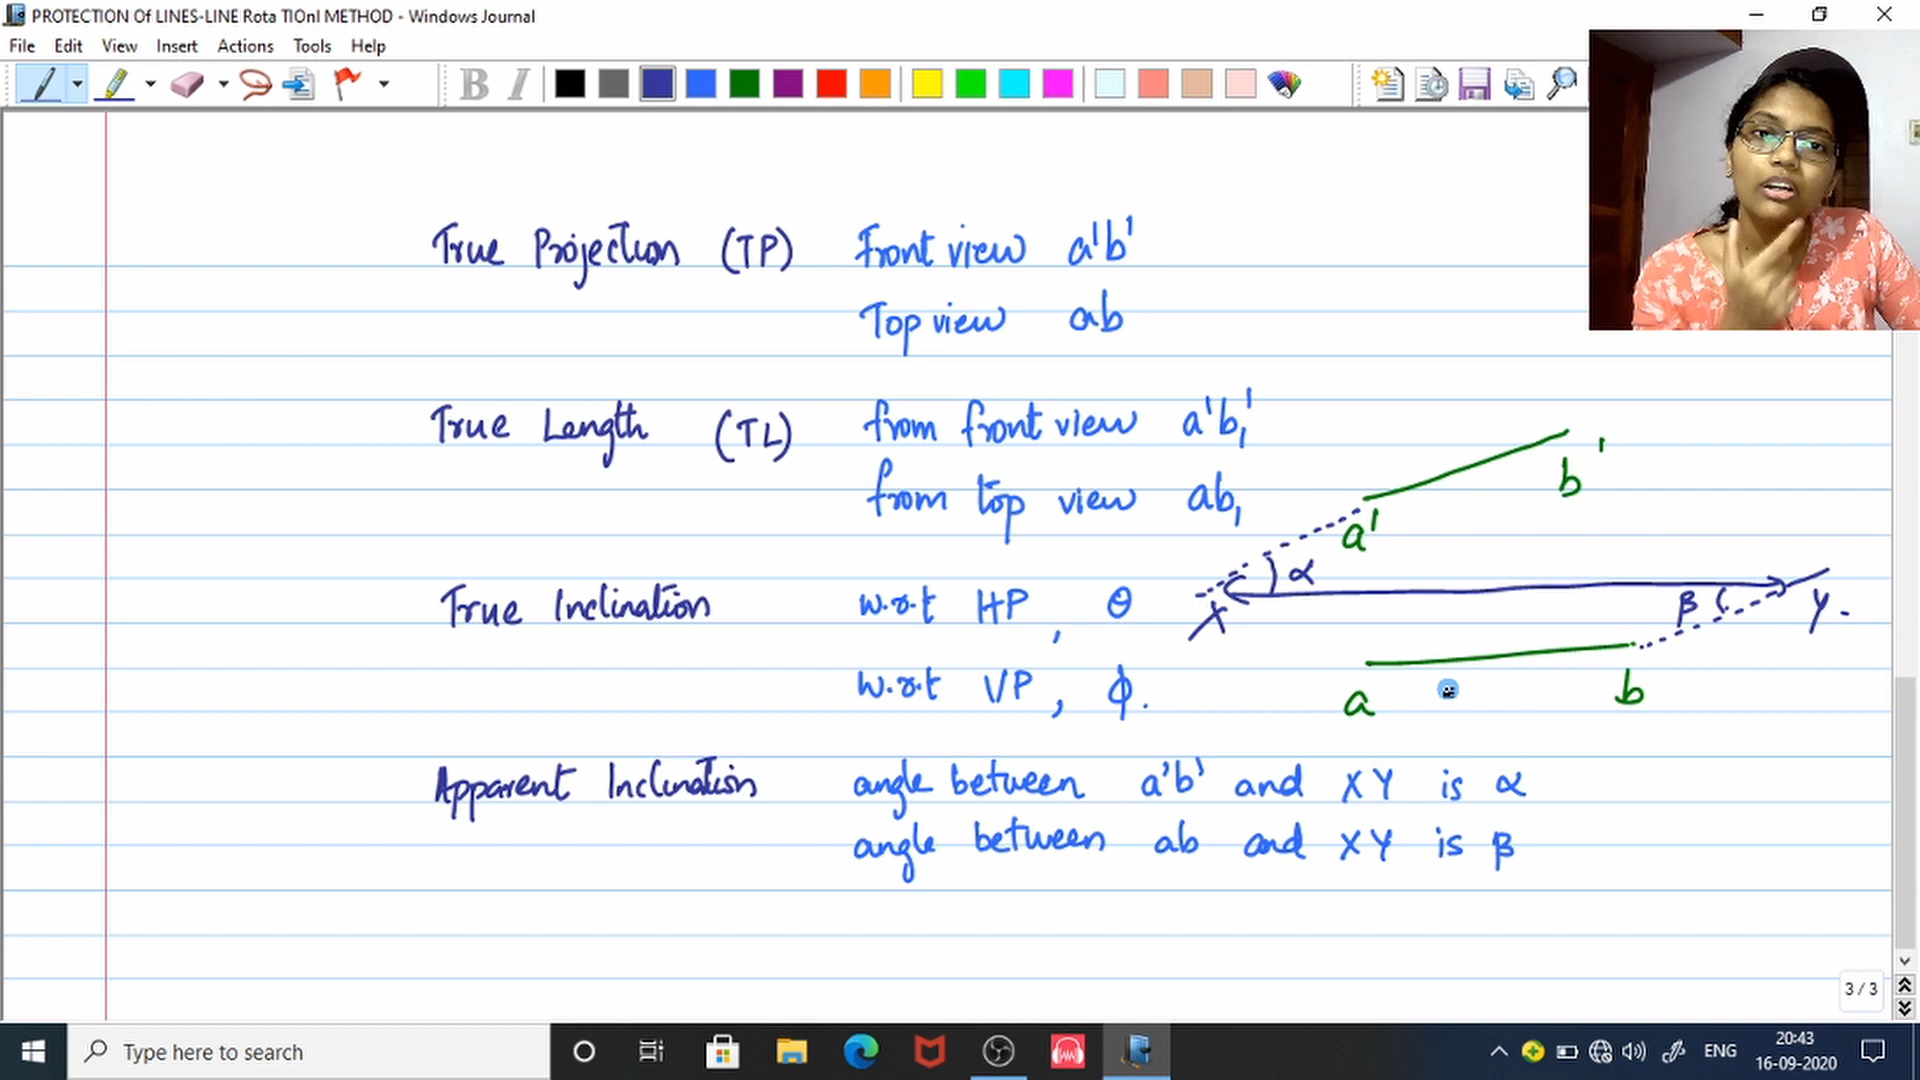 PROTECTION Of LINES-LINE Rota TIOnI METHOD - Windows Journal
File Edit View Insert Actions Tools Help
B I
True Projection (TP) Front view a'b'
Top view ab
True Length (TL) from front view a'b₁'
from top view ab₁
b'
a'
α
True Inclination w.r.t HP, θ
X β Y.
w.r.t VP, φ.
a b
Apparent Inclination angle between a'b' and XY is α
angle between ab and XY is β
3 / 3
Type here to search
ENG
20:43
16-09-2020